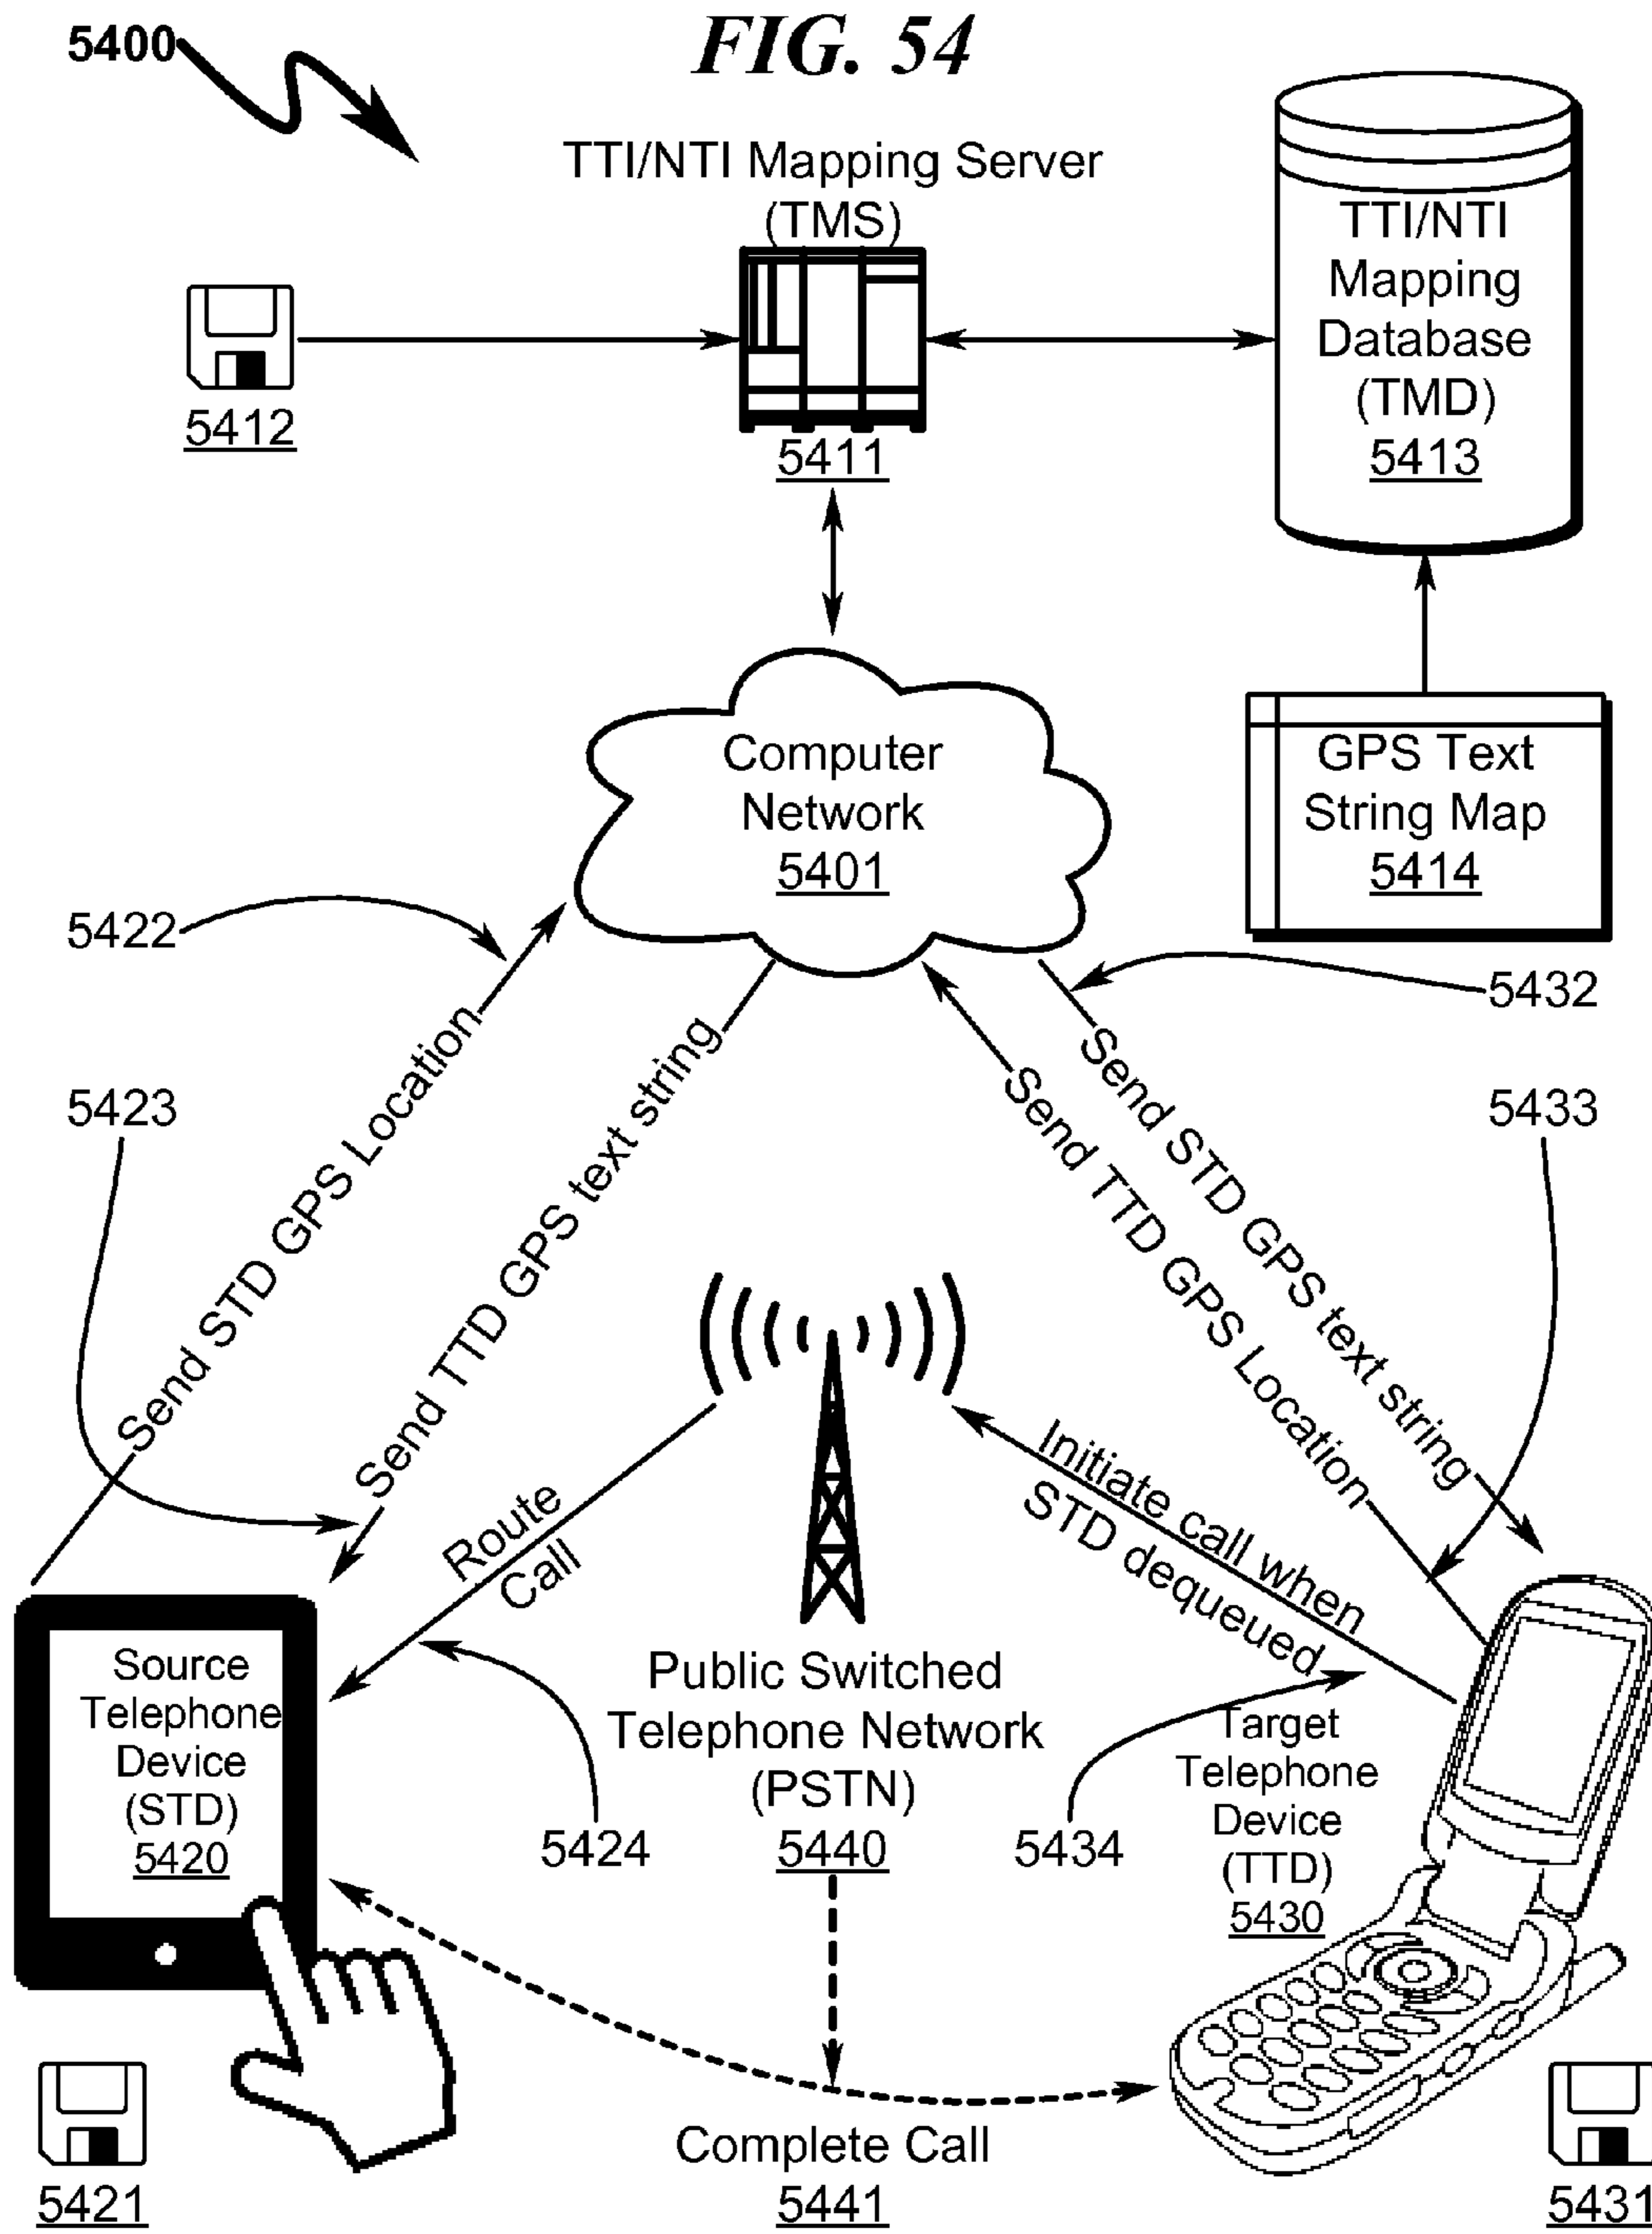 FIG. 54
5400
TTI/NTI Mapping Server
(TMS)
5411
5412
TTI/NTI
Mapping
Database
(TMD)
5413
Computer
Network
5401
GPS Text
String Map
5414
5422
5432
5423
5433
Send STD GPS Location
Send TTD GPS text string
Send STD GPS text string
Send TTD GPS Location
Route
Call
Initiate call when
STD dequeued
Source
Telephone
Device
(STD)
5420
Public Switched
Telephone Network
(PSTN)
5440
5424
5434
Target
Telephone
Device
(TTD)
5430
Complete Call
5441
5421
5431